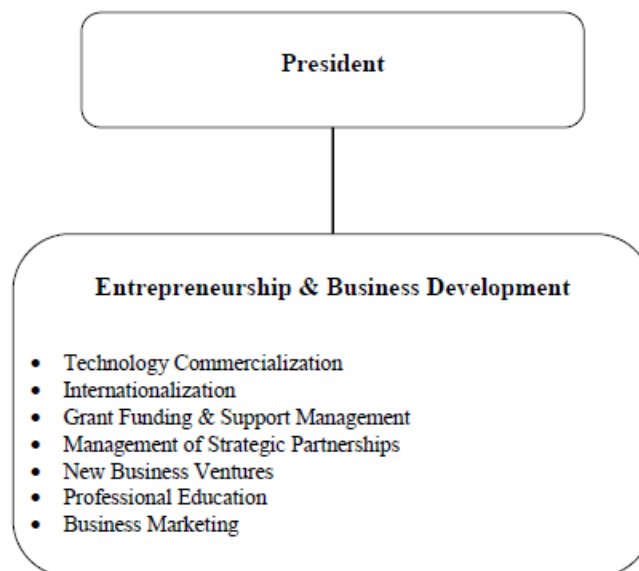 President
Entrepreneurship & Business Development
• Technology Commercialization
• Internationalization
• Grant Funding & Support Management
• Management of Strategic Partnerships
• New Business Ventures
• Professional Education
• Business Marketing